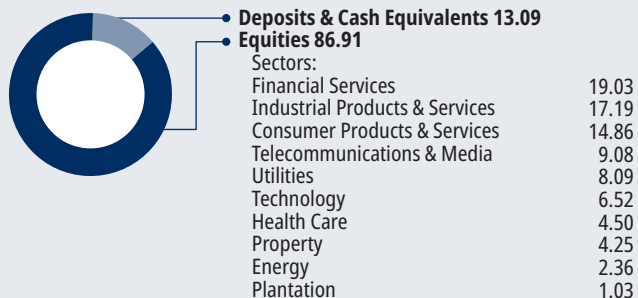 Deposits & Cash Equivalents 13.09
Equities 86.91
Sectors:
Financial Services 19.03
Industrial Products & Services 17.19
Consumer Products & Services 14.86
Telecommunications & Media 9.08
Utilities 8.09
Technology 6.52
Health Care 4.50
Property 4.25
Energy 2.36
Plantation 1.03